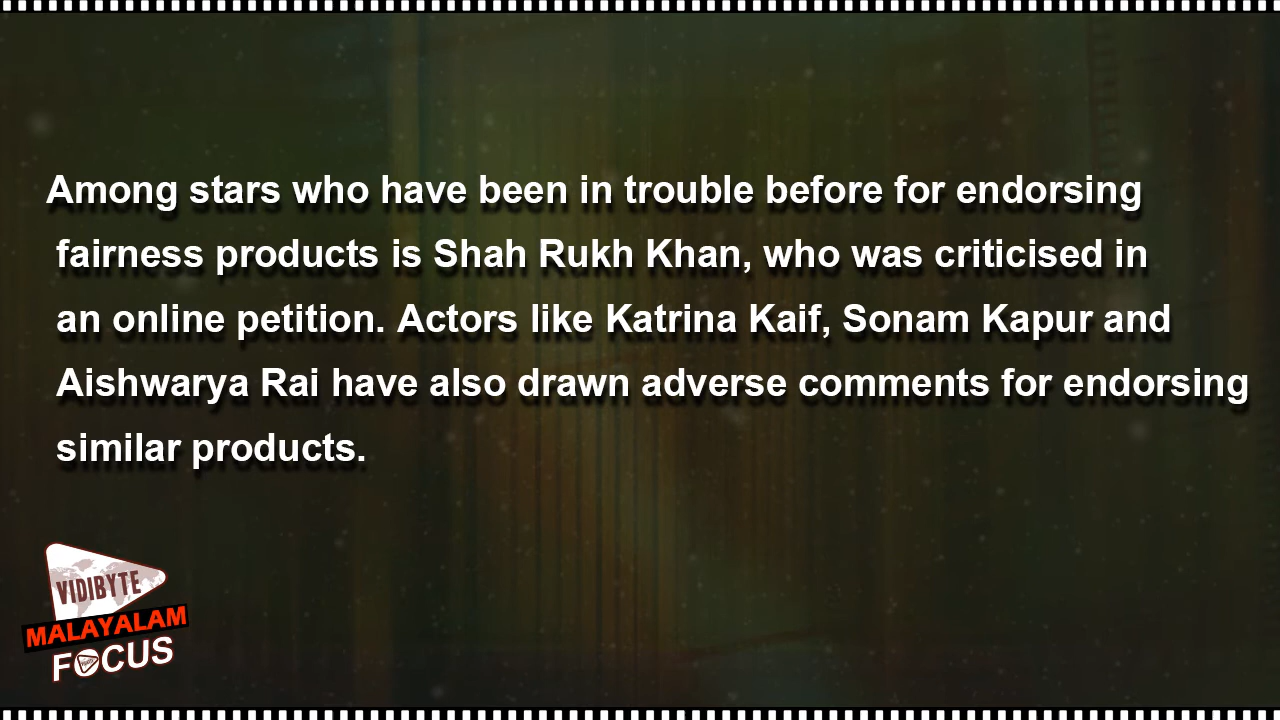 Among stars who have been in trouble before for endorsing
fairness products is Shah Rukh Khan, who was criticised in
an online petition. Actors like Katrina Kaif, Sonam Kapur and
Aishwarya Rai have also drawn adverse comments for endorsing
similar products.
VIDIBYTE
MALAYALAM
FOCUS